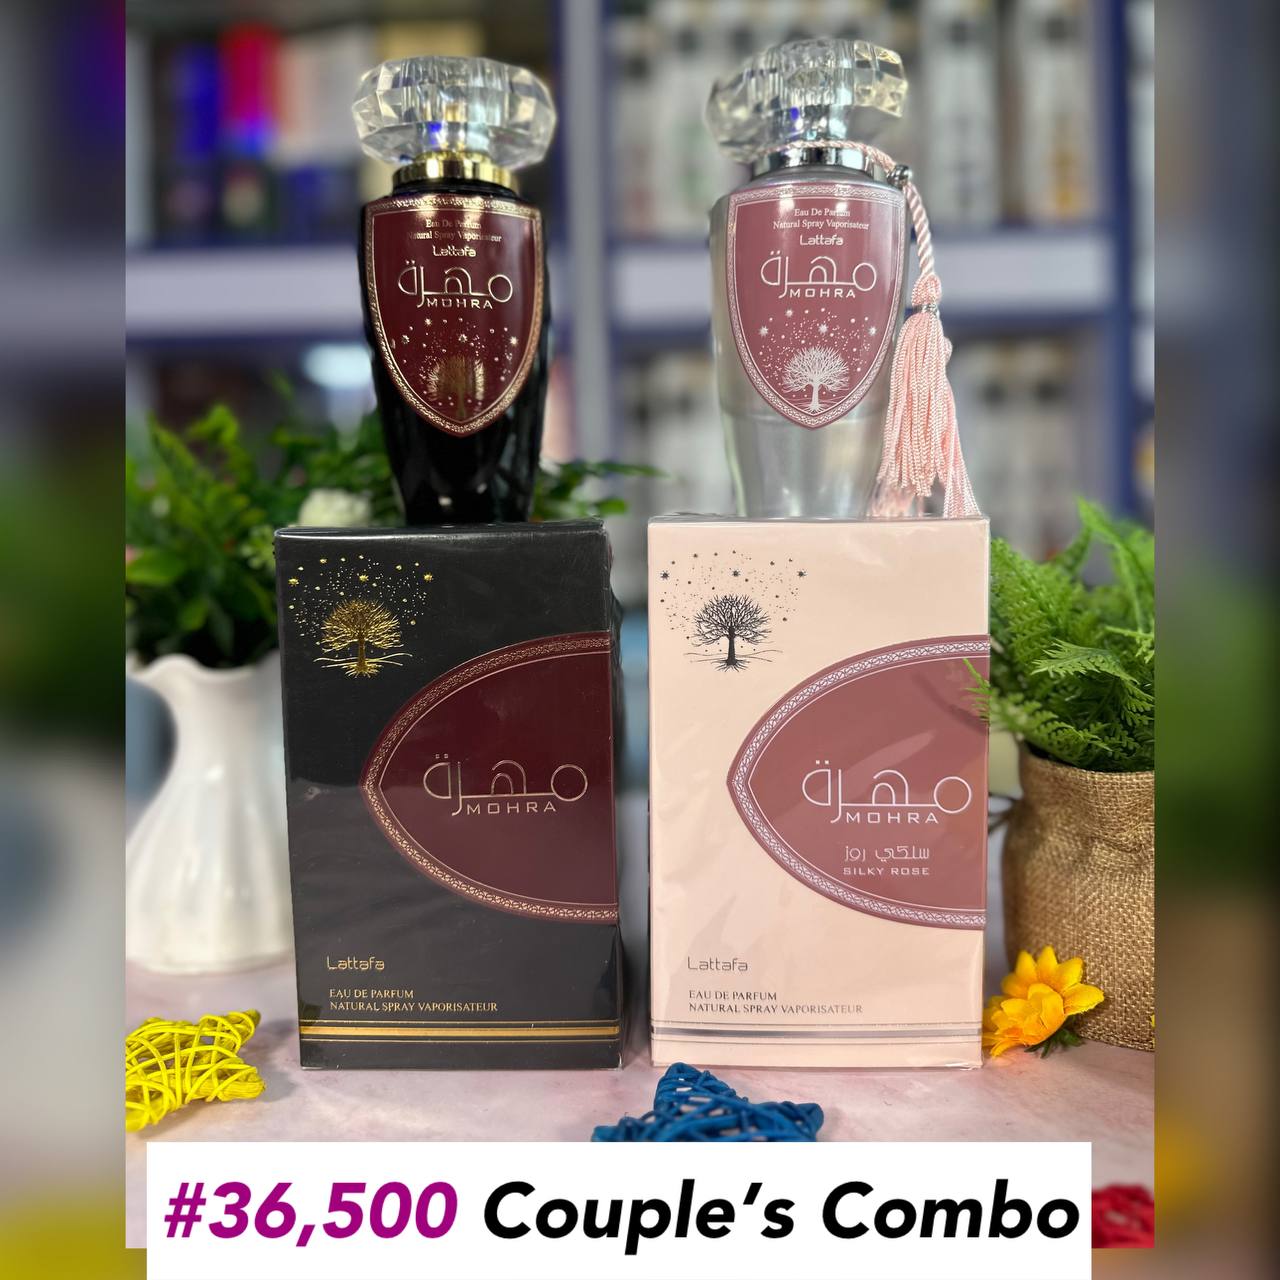 Eau De Parfum
Natural Spray Vaporisateur
Lattafa
مهرة
MOHRA
Eau De Parfum
Natural Spray Vaporisateur
Lattafa
مهرة
MOHRA
مهرة
MOHRA
Lattafa
EAU DE PARFUM
NATURAL SPRAY VAPORISATEUR
مهرة
MOHRA
سلكي روز
SILKY ROSE
Lattafa
EAU DE PARFUM
NATURAL SPRAY VAPORISATEUR
#36,500 Couple's Combo